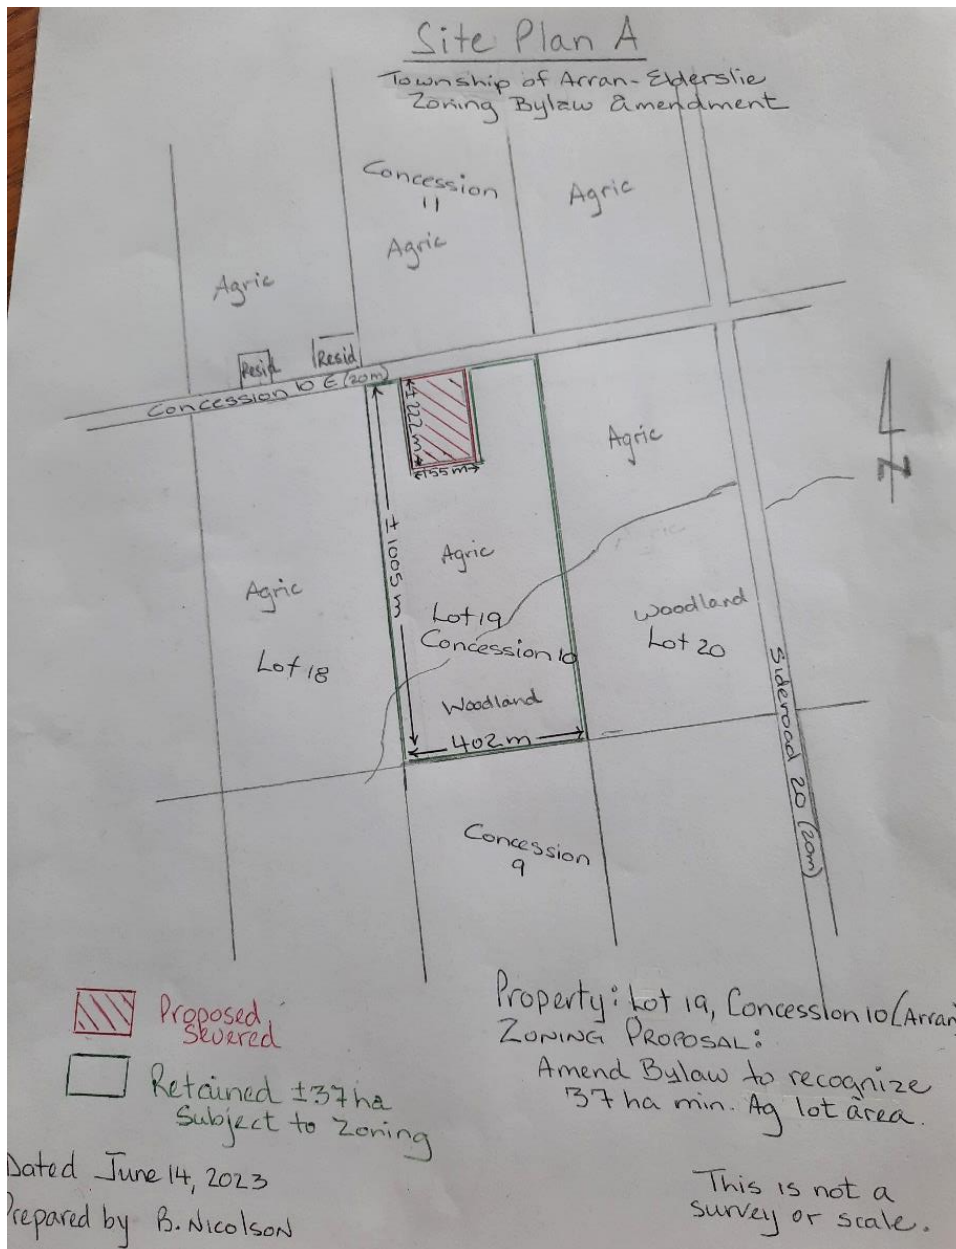 Site Plan A
Township of Arran-Elderslie
Zoning Bylaw Amendment
Concession
11
Agric
Agric
Agric
Resid
Resid
Concession 10 E (20m)
±222m
±155m
Agric
±1005 m
Agric
Agric
Lot 19
Concession 10
Woodland
Lot 20
Lot 18
Woodland
402m
Sideroad 20 (20m)
Concession
9
N
Proposed
Severed
Retained ±37ha
Subject to Zoning
Property: Lot 19, Concession 10 (Arran
ZONING PROPOSAL:
Amend Bylaw to recognize
37 ha min. Ag lot area.
Dated June 14, 2023
Prepared by B. Nicolson
This is not a
survey or scale.